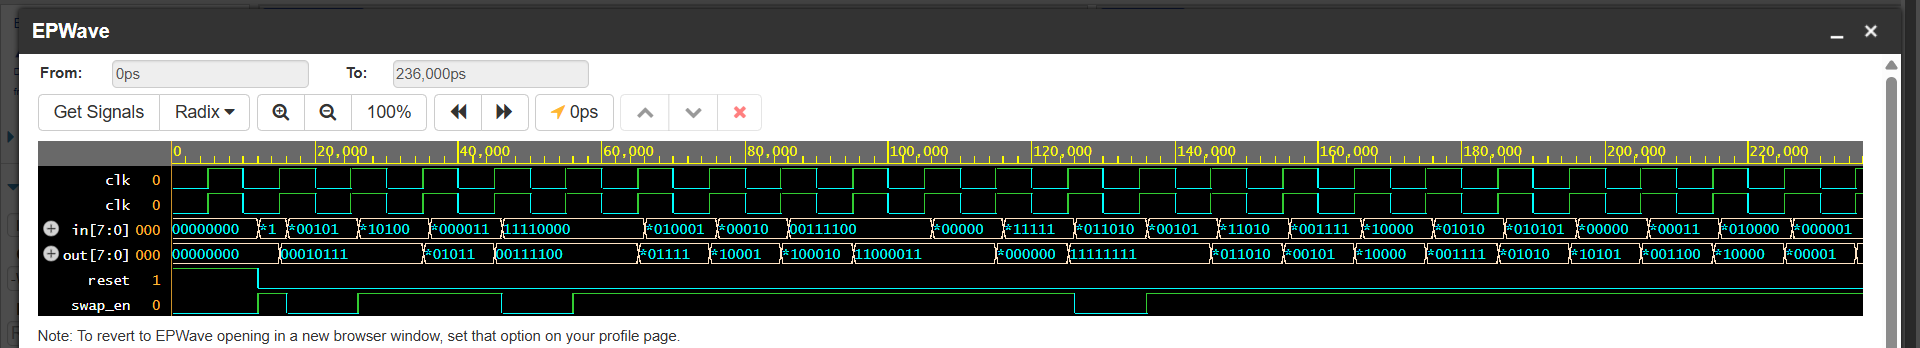 EPWave
From: 0ps To: 236,000ps
Get Signals Radix 100% 0ps
0 20,000 40,000 60,000 80,000 100,000 120,000 140,000 160,000 180,000 200,000 220,000
clk 0
clk 0
in[7:0] 000 00000000 *1 *00101 *10100 *000011 11110000 *010001 *00010 00111100 *00000 *11111 *011010 *00101 *11010 *001111 *10000 *01010 *010101 *00000 *00011 *010000 *000001
out[7:0] 000 00000000 00010111 *01011 00111100 *01111 *10001 *100010 11000011 *000000 11111111 *011010 *00101 *10000 *001111 *01010 *10101 *001100 *10000 *00001
reset 1
swap_en 0
Note: To revert to EPWave opening in a new browser window, set that option on your profile page.